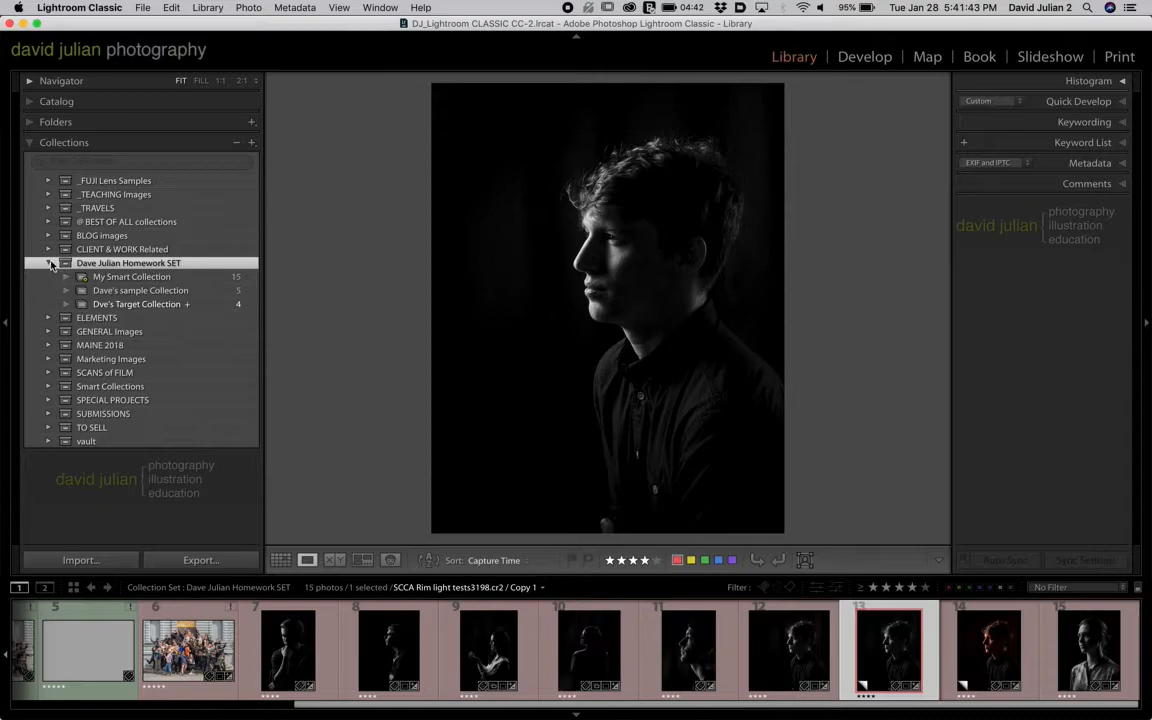 Lightroom CLASSIC File Edit Library Photo Metadata View Window Help 04:42 95% Tue Jan 28 5:41:43 PM David Julian 2
DJ_Lightroom CLASSIC CC-2.lrcat - Adobe Photoshop Lightroom Classic - Library
david julian photography
Library Develop Map Book Slideshow Print
Navigator FIT FILL 1:1 2:1
Catalog
Folders
Collections
_FUJI Lens Samples
_TEACHING Images
_TRAVELS
@ BEST OF ALL collections
BLOG images
CLIENT & WORK Related
Dave Julian Homework SET
My Smart Collection 15
Dave's sample Collection 5
Dve's Target Collection + 4
ELEMENTS
GENERAL Images
MAINE 2018
Marketing Images
SCANS of FILM
Smart Collections
SPECIAL PROJECTS
SUBMISSIONS
TO SELL
vault
david julian photography
illustration
education
Import... Export...
Histogram
Custom Quick Develop
Keywording
Keyword List
EXIF and IPTC Metadata
Comments
david julian photography
illustration
education
Sort: Capture Time
Auto Sync Sync Settings
1 2 Collection Set : Dave Julian Homework SET 15 photos / 1 selected / SCCA Rim light tests3198.cr2 / Copy 1 Filter : No Filter
5 6 7 8 9 10 11 12 13 14 15